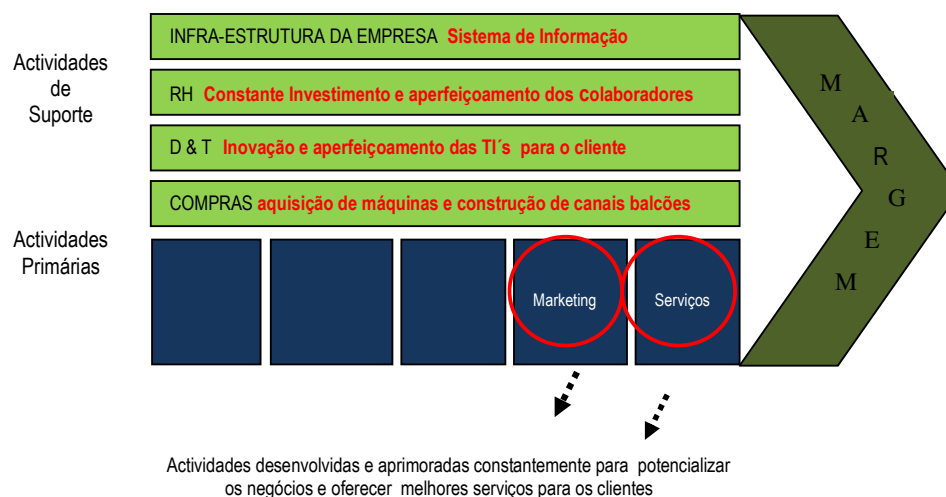 Actividades
de
Suporte
INFRA-ESTRUTURA DA EMPRESA Sistema de Informação
RH Constante Investimento e aperfeiçoamento dos colaboradores
D & T Inovação e aperfeiçoamento das TI´s para o cliente
COMPRAS aquisição de máquinas e construção de canais balcões
Actividades
Primárias
Marketing
Serviços
MARGEM
Actividades desenvolvidas e aprimoradas constantemente para potencializar
os negócios e oferecer melhores serviços para os clientes